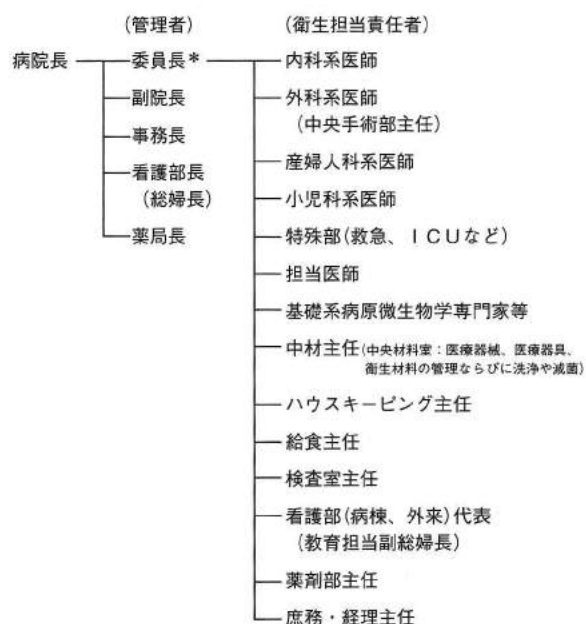 (管理者)
(衛生担当責任者)
病院長
委員長*
副院長
事務長
看護部長
(総婦長)
薬局長
内科系医師
外科系医師
(中央手術部主任)
産婦人科系医師
小児科系医師
特殊部(救急、ICUなど)
担当医師
基礎系病原微生物学専門家等
中材主任(中央材料室:医療器械、医療器具、
衛生材料の管理ならびに洗浄や滅菌)
ハウスキーピング主任
給食主任
検査室主任
看護部(病棟、外来)代表
(教育担当副総婦長)
薬剤部主任
庶務・経理主任